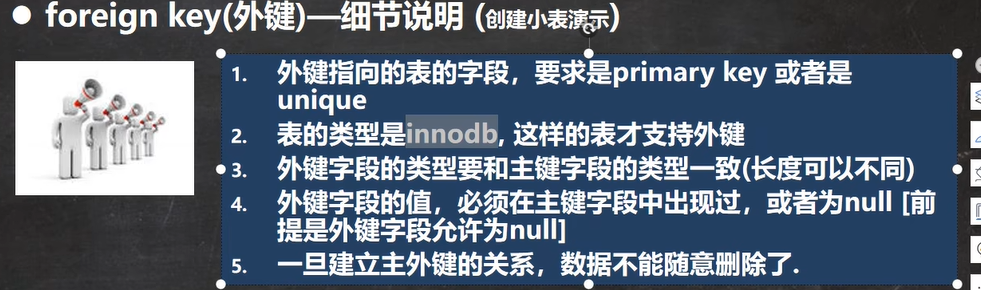 ● foreign key(外键)—细节说明 (创建小表演示)
1. 外键指向的表的字段，要求是primary key 或者是
unique
2. 表的类型是innodb, 这样的表才支持外键
3. 外键字段的类型要和主键字段的类型一致(长度可以不同)
4. 外键字段的值，必须在主键字段中出现过，或者为null [前
提是外键字段允许为null]
5. 一旦建立主外键的关系，数据不能随意删除了.